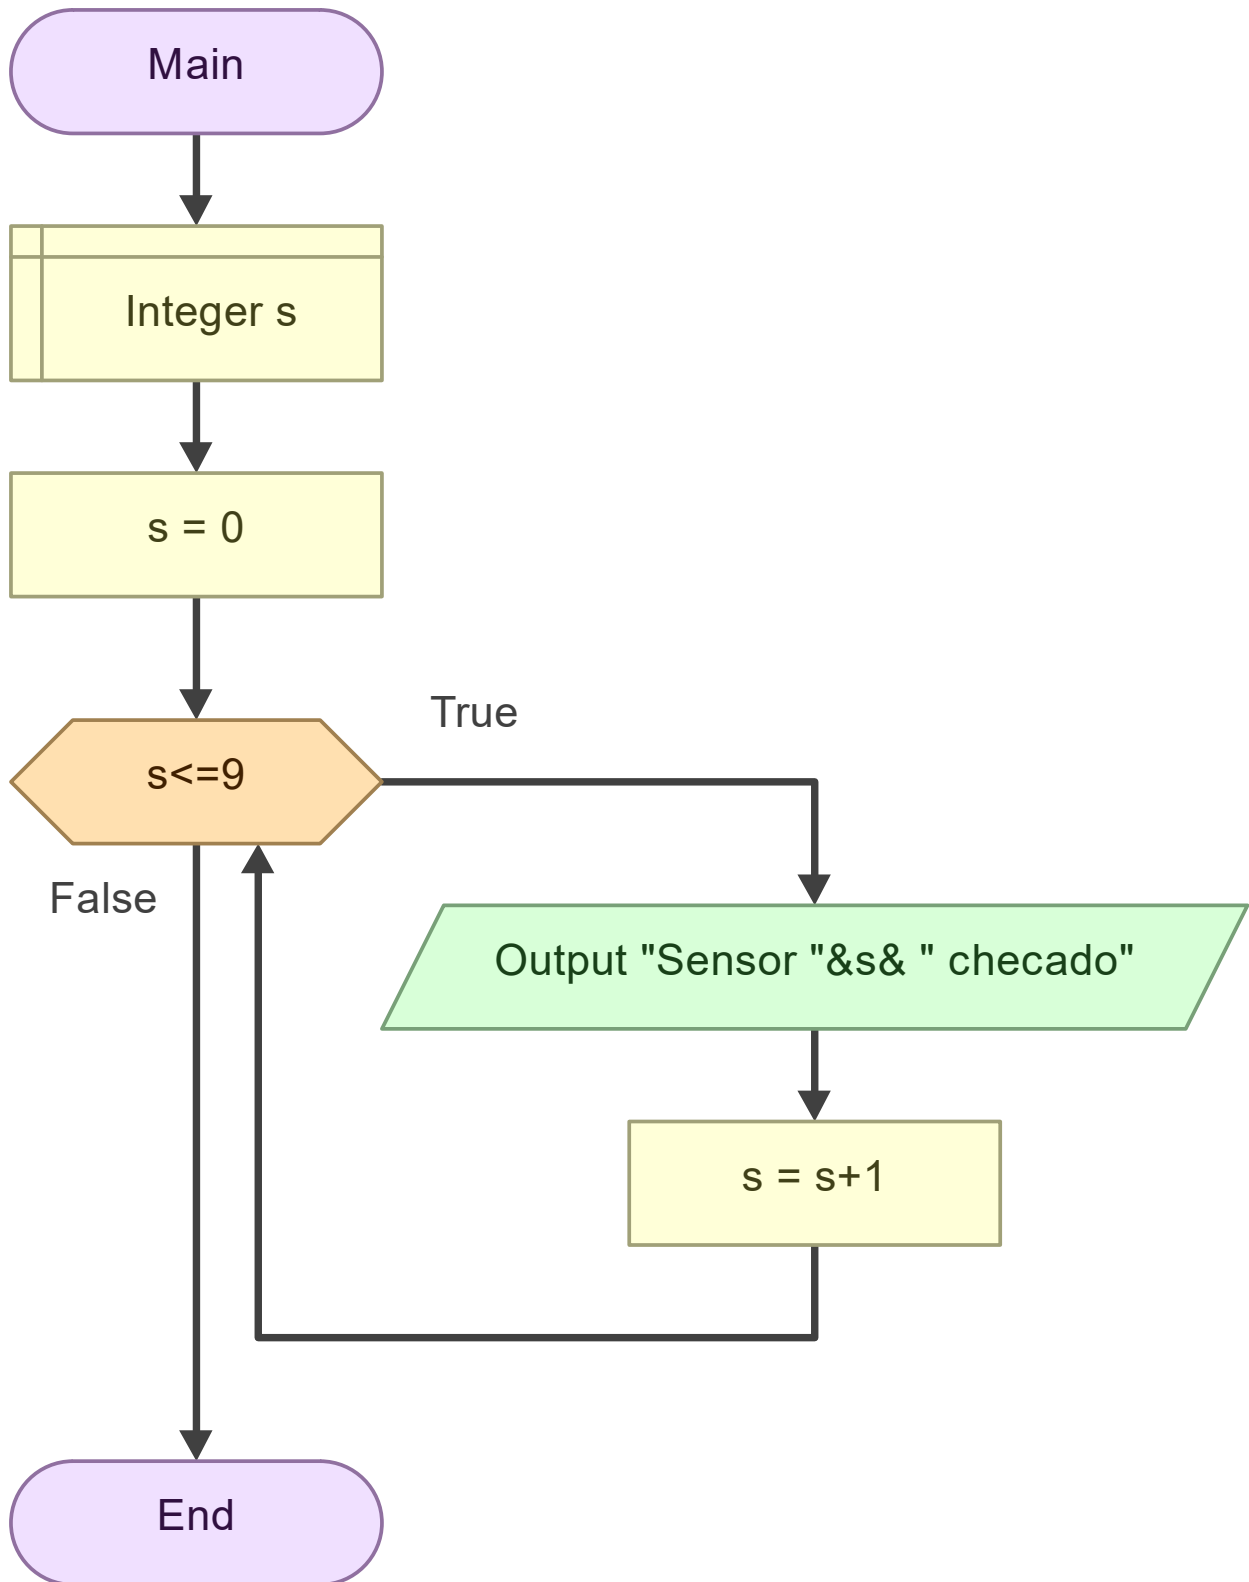 Main
Integer s
s = 0
s<=9
True
False
Output "Sensor "&s& " checado"
s = s+1
End